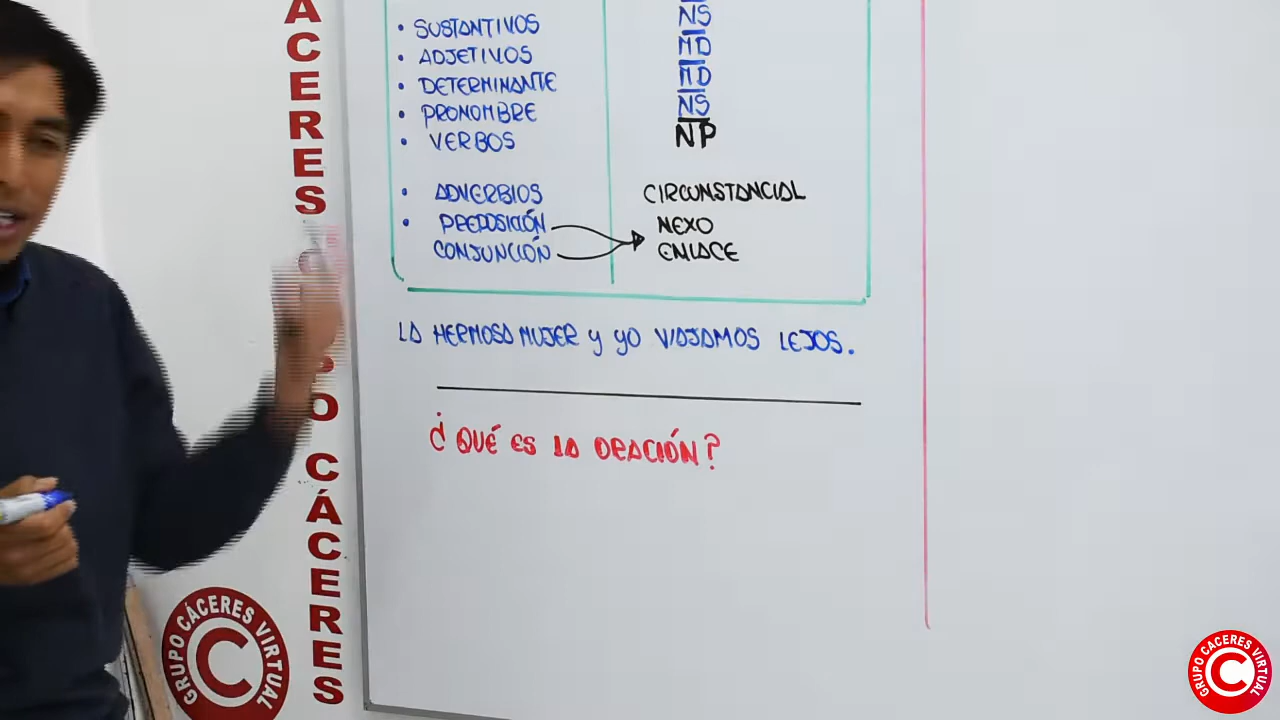 CÁCERES
NS
• SUSTANTIVOS
MD
• ADJETIVOS
MD
• DETERMINANTE
NS
• PRONOMBRE
NP
• VERBOS
• ADVERBIOS CIRCUNSTANCIAL
• PREPOSICIÓN NEXO
CONJUNCIÓN ENLACE
LA HERMOSA MUJER y yo VIAJAMOS LEJOS.
¿QUÉ ES LA ORACIÓN?
CÁCERES
GRUPO CÁCERES VIRTUAL
C
GRUPO CACERES VIRTUAL
C